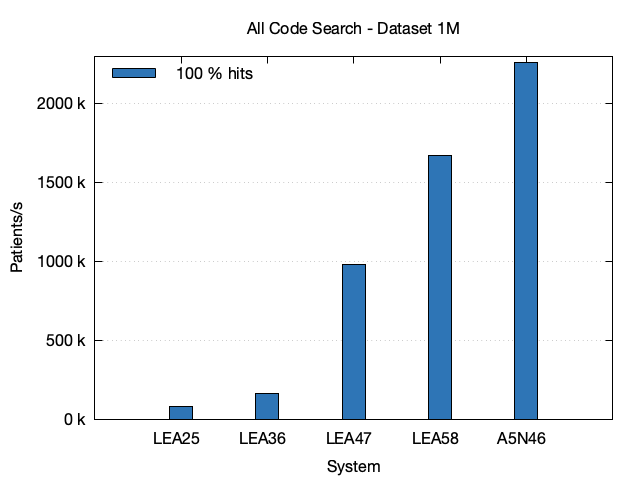 All Code Search - Dataset 1M
100 % hits
2000 k
1500 k
1000 k
500 k
0 k
Patients/s
LEA25 LEA36 LEA47 LEA58 A5N46
System